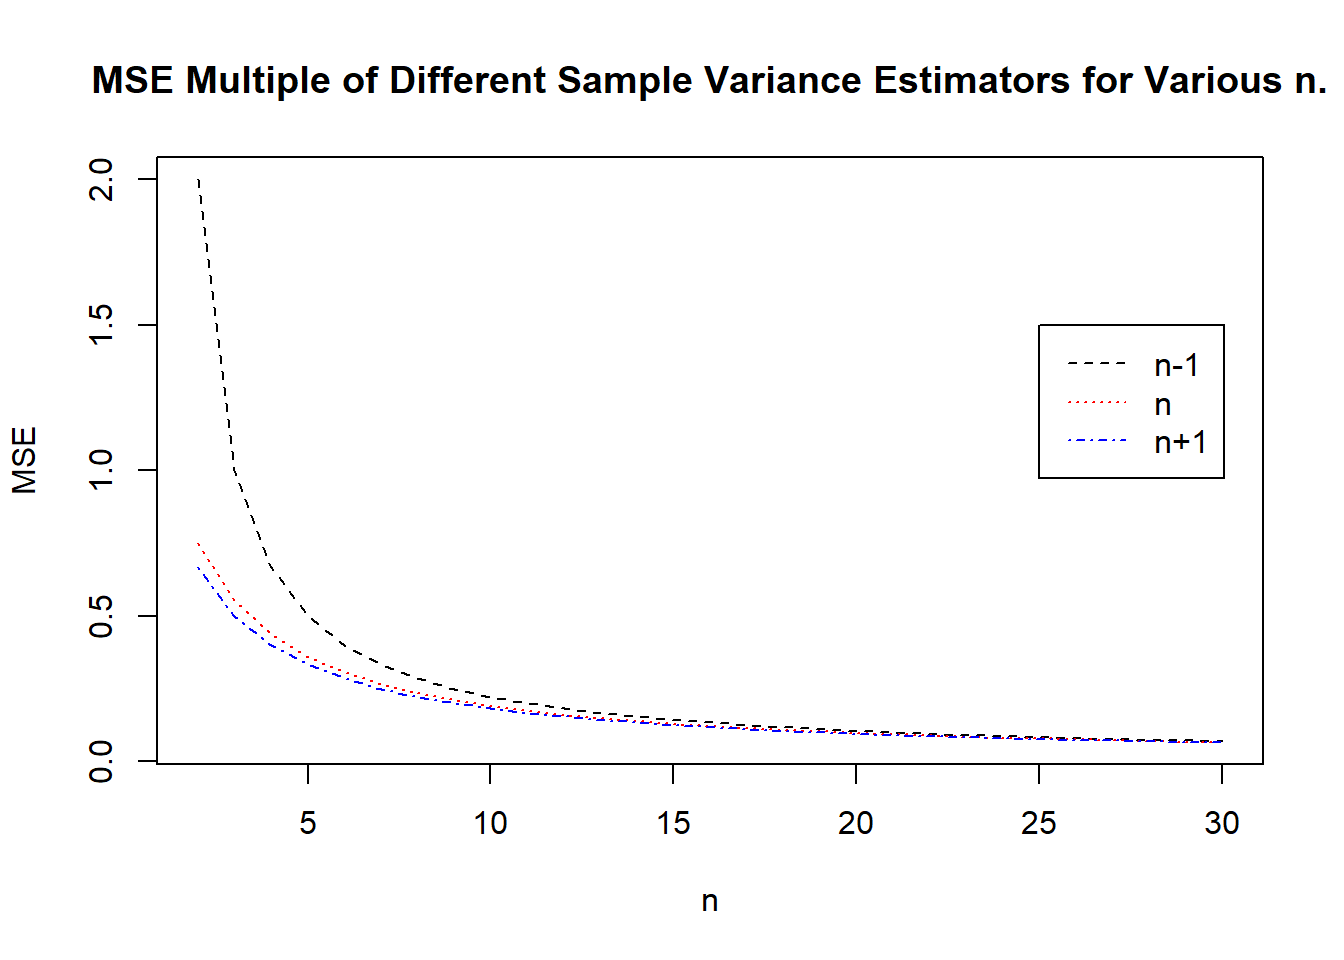 MSE Multiple of Different Sample Variance Estimators for Various n.
2.0
1.5
1.0
0.5
0.0
MSE
n-1
n
n+1
5 10 15 20 25 30
n